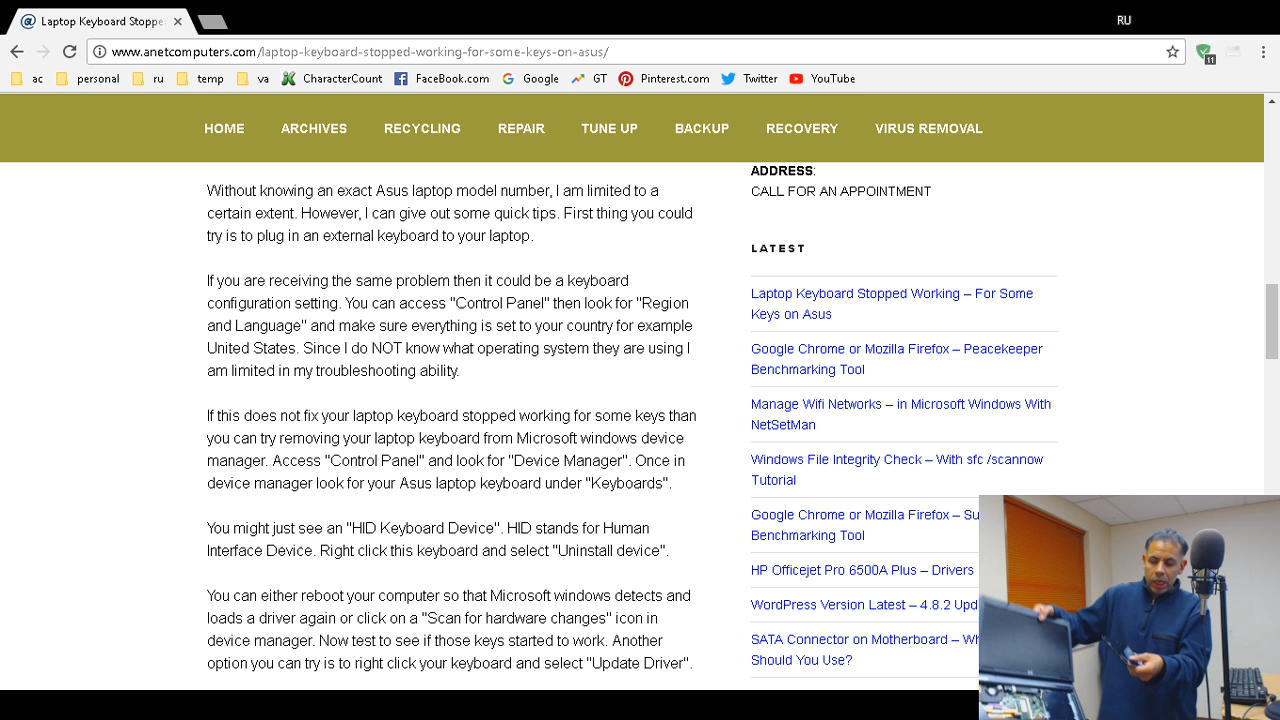 RU
Laptop Keyboard Stoppe
www.anetcomputers.com/laptop-keyboard-stopped-working-for-some-keys-on-asus/
ac personal ru temp va CharacterCount FaceBook.com Google GT Pinterest.com Twitter YouTube
11
HOME ARCHIVES RECYCLING REPAIR TUNE UP BACKUP RECOVERY VIRUS REMOVAL
Without knowing an exact Asus laptop model number, I am limited to a
certain extent. However, I can give out some quick tips. First thing you could
try is to plug in an external keyboard to your laptop.
If you are receiving the same problem then it could be a keyboard
configuration setting. You can access "Control Panel" then look for "Region
and Language" and make sure everything is set to your country for example
United States. Since I do NOT know what operating system they are using I
am limited in my troubleshooting ability.
If this does not fix your laptop keyboard stopped working for some keys than
you can try removing your laptop keyboard from Microsoft windows device
manager. Access "Control Panel" and look for "Device Manager". Once in
device manager look for your Asus laptop keyboard under "Keyboards".
You might just see an "HID Keyboard Device". HID stands for Human
Interface Device. Right click this keyboard and select "Uninstall device".
You can either reboot your computer so that Microsoft windows detects and
loads a driver again or click on a "Scan for hardware changes" icon in
device manager. Now test to see if those keys started to work. Another
option you can try is to right click your keyboard and select "Update Driver".
ADDRESS:
CALL FOR AN APPOINTMENT
LATEST
Laptop Keyboard Stopped Working – For Some
Keys on Asus
Google Chrome or Mozilla Firefox – Peacekeeper
Benchmarking Tool
Manage Wifi Networks – in Microsoft Windows With
NetSetMan
Windows File Integrity Check – With sfc /scannow
Tutorial
Google Chrome or Mozilla Firefox – Su
Benchmarking Tool
HP Officejet Pro 6500A Plus – Drivers
WordPress Version Latest – 4.8.2 Upd
SATA Connector on Motherboard – Wh
Should You Use?